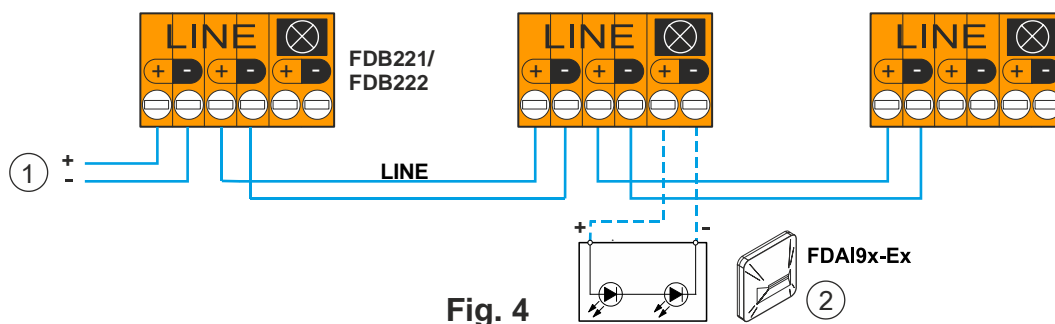 LINE LINE LINE
+ - + - + -
+ - + - + -
+ - + - + -
FDB221/
FDB222
1 + -
LINE
+ -
FDAI9x-Ex
2
Fig. 4